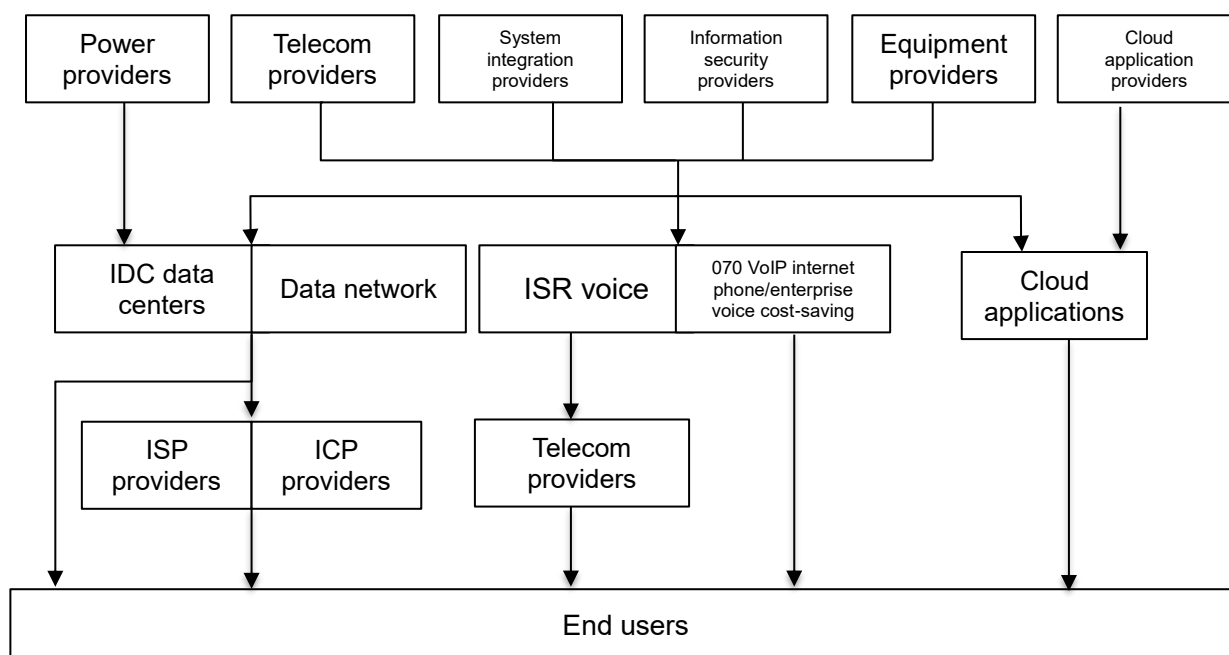 Power
providers
Telecom
providers
System
integration
providers
Information
security
providers
Equipment
providers
Cloud
application
providers
IDC data
centers
Data network
ISR voice
070 VoIP internet
phone/enterprise
voice cost-saving
Cloud
applications
ISP
providers
ICP
providers
Telecom
providers
End users